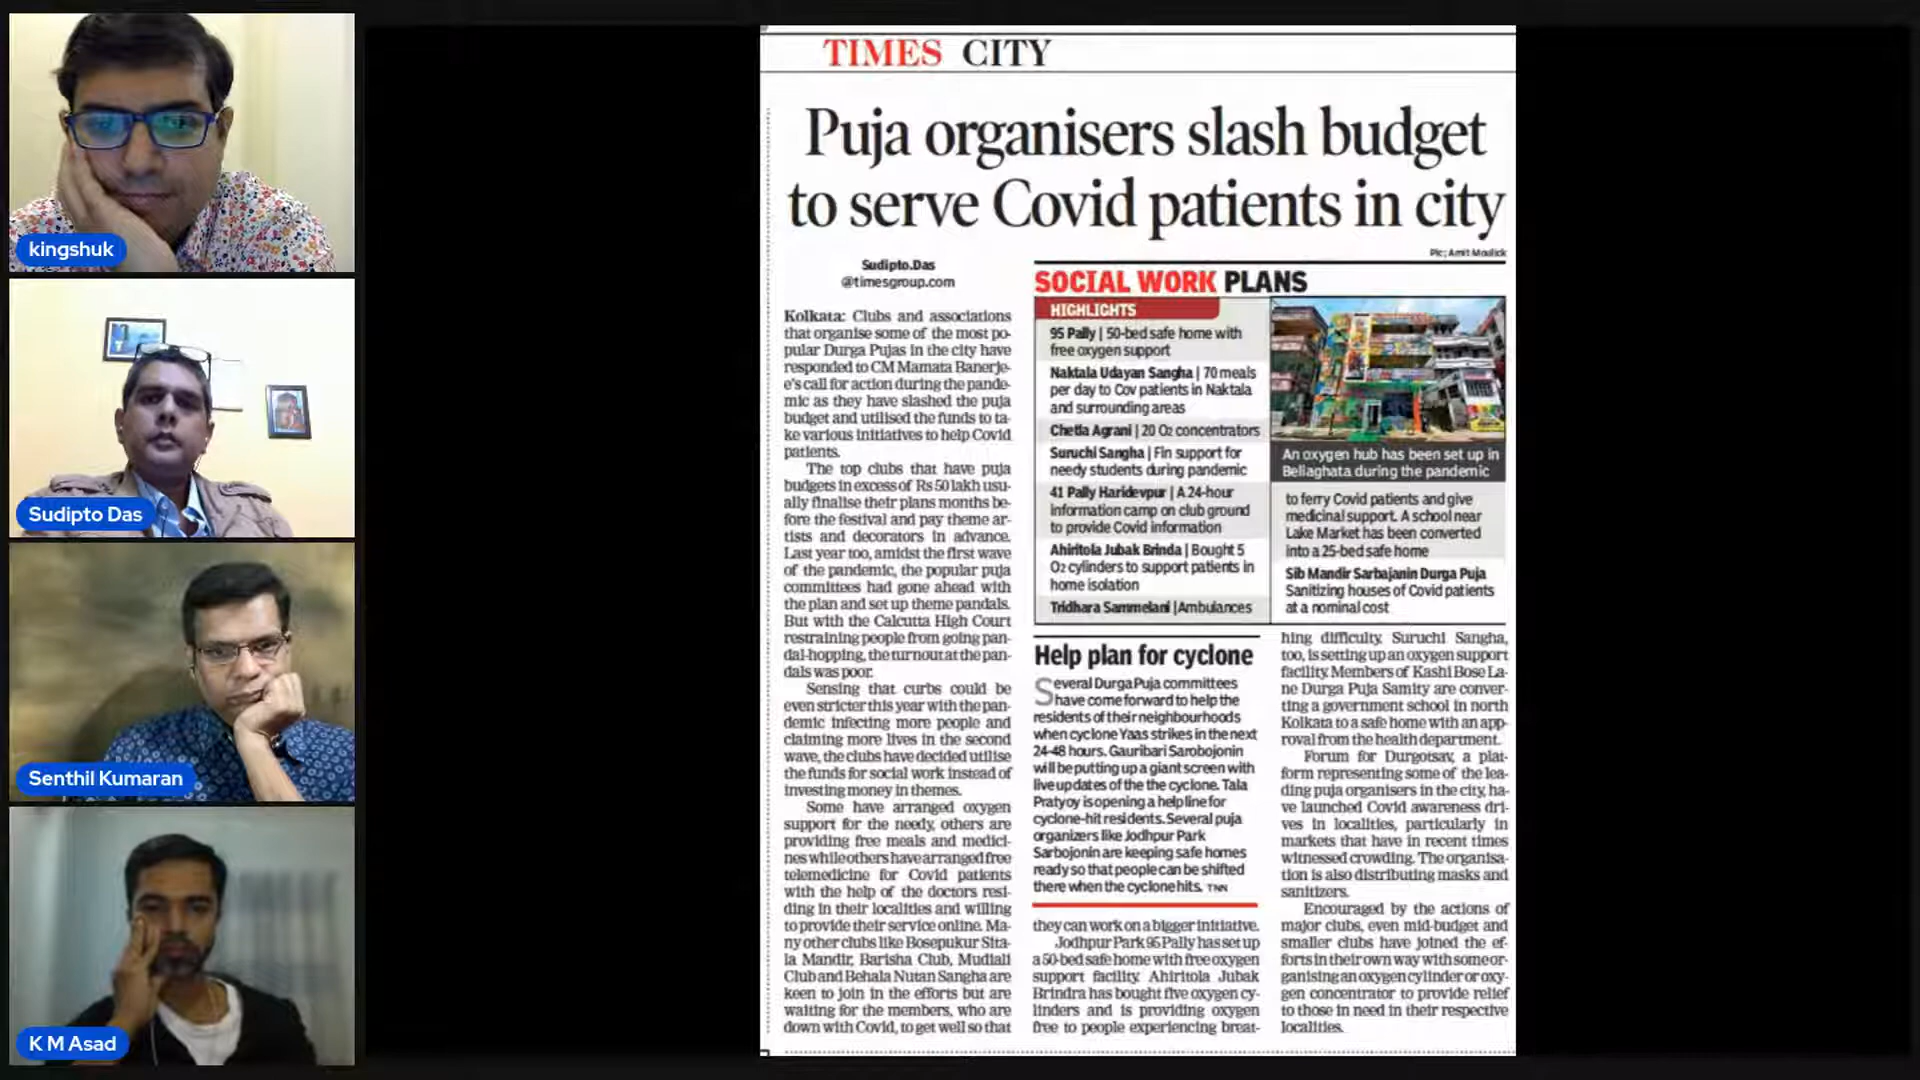 kingshuk
Sudipto Das
Senthil Kumaran
K M Asad
TIMES CITY
Puja organisers slash budget
to serve Covid patients in city
Pic: Amit Moulick
Sudipto.Das
@timesgroup.com
Kolkata: Clubs and associations
that organise some of the most po-
pular Durga Pujas in the city have
responded to CM Mamata Banerje-
e's call for action during the pande-
mic as they have slashed the puja
budget and utilised the funds to ta-
ke various initiatives to help Covid
patients.
The top clubs that have puja
budgets in excess of Rs 50 lakh usu-
ally finalise their plans months be-
fore the festival and pay theme ar-
tists and decorators in advance.
Last year too, amidst the first wave
of the pandemic, the popular puja
committees had gone ahead with
the plan and set up theme pandals.
But with the Calcutta High Court
restraining people from going pan-
dal-hopping, the turnout at the pan-
dals was poor.
Sensing that curbs could be
even stricter this year with the pan-
demic infecting more people and
claiming more lives in the second
wave, the clubs have decided utilise
the funds for social work instead of
investing money in themes.
Some have arranged oxygen
support for the needy, others are
providing free meals and medici-
nes while others have arranged free
telemedicine for Covid patients
with the help of the doctors resi-
ding in their localities and willing
to provide their service online. Ma-
ny other clubs like Bosepukur Sita-
la Mandir, Barisha Club, Mudiali
Club and Behala Nutan Sangha are
keen to join in the efforts but are
waiting for the members, who are
down with Covid, to get well so that
SOCIAL WORK PLANS
HIGHLIGHTS
95 Pally | 50-bed safe home with
free oxygen support
Naktala Udayan Sangha | 70 meals
per day to Cov patients in Naktala
and surrounding areas
Chetla Agrani | 20 O2 concentrators
Suruchi Sangha | Fin support for
needy students during pandemic
41 Pally Haridevpur | A 24-hour
information camp on club ground
to provide Covid information
Ahiritola Jubak Brinda | Bought 5
O2 cylinders to support patients in
home isolation
Tridhara Sammelani | Ambulances
An oxygen hub has been set up in
Beliaghata during the pandemic
to ferry Covid patients and give
medicinal support. A school near
Lake Market has been converted
into a 25-bed safe home
Sib Mandir Sarbajanin Durga Puja
Sanitizing houses of Covid patients
at a nominal cost
Help plan for cyclone
Several Durga Puja committees
have come forward to help the
residents of their neighbourhoods
when cyclone Yaas strikes in the next
24-48 hours. Gauribari Sarobojonin
will be putting up a giant screen with
live updates of the the cyclone. Tala
Pratyoy is opening a helpline for
cyclone-hit residents. Several puja
organizers like Jodhpur Park
Sarbojonin are keeping safe homes
ready so that people can be shifted
there when the cyclone hits. TNN
they can work on a bigger initiative.
Jodhpur Park 95 Pally has set up
a 50-bed safe home with free oxygen
support facility. Ahiritola Jubak
Brindra has bought five oxygen cy-
linders and is providing oxygen
free to people experiencing breat-
hing difficulty. Suruchi Sangha,
too, is setting up an oxygen support
facility. Members of Kashi Bose La-
ne Durga Puja Samity are conver-
ting a government school in north
Kolkata to a safe home with an app-
roval from the health department.
Forum for Durgotsav, a plat-
form representing some of the lea-
ding puja organisers in the city, ha-
ve launched Covid awareness dri-
ves in localities, particularly in
markets that have in recent times
witnessed crowding. The organisa-
tion is also distributing masks and
sanitizers.
Encouraged by the actions of
major clubs, even mid-budget and
smaller clubs have joined the ef-
forts in their own way with some or-
ganising an oxygen cylinder or oxy-
gen concentrator to provide relief
to those in need in their respective
localities.